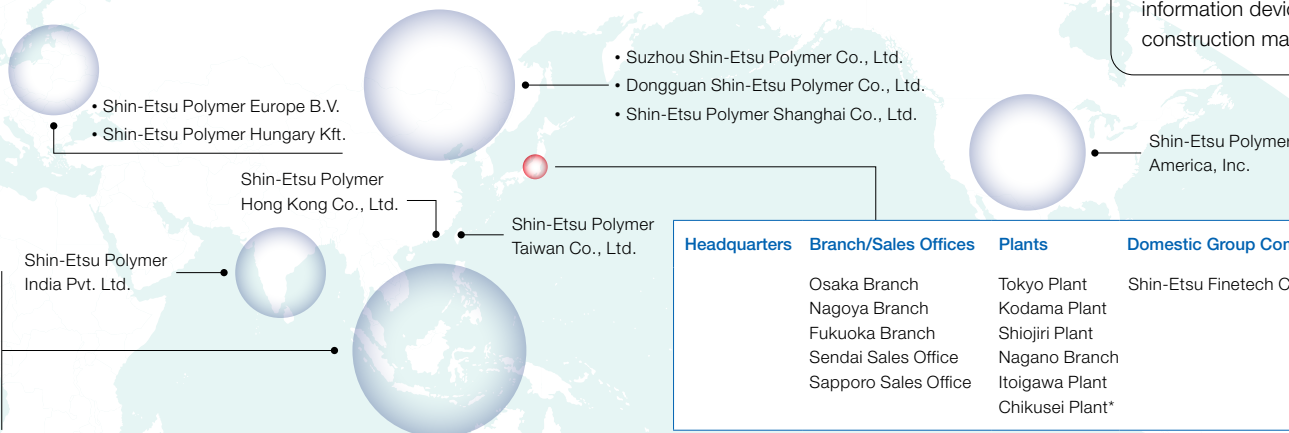 information devic
construction ma
• Suzhou Shin-Etsu Polymer Co., Ltd.
• Dongguan Shin-Etsu Polymer Co., Ltd.
• Shin-Etsu Polymer Shanghai Co., Ltd.
• Shin-Etsu Polymer Europe B.V.
• Shin-Etsu Polymer Hungary Kft.
Shin-Etsu Polymer
America, Inc.
Shin-Etsu Polymer
Hong Kong Co., Ltd.
Shin-Etsu Polymer
Taiwan Co., Ltd.
Shin-Etsu Polymer
India Pvt. Ltd.
Headquarters
Branch/Sales Offices
Osaka Branch
Nagoya Branch
Fukuoka Branch
Sendai Sales Office
Sapporo Sales Office
Plants
Tokyo Plant
Kodama Plant
Shiojiri Plant
Nagano Branch
Itoigawa Plant
Chikusei Plant*
Domestic Group Con
Shin-Etsu Finetech C